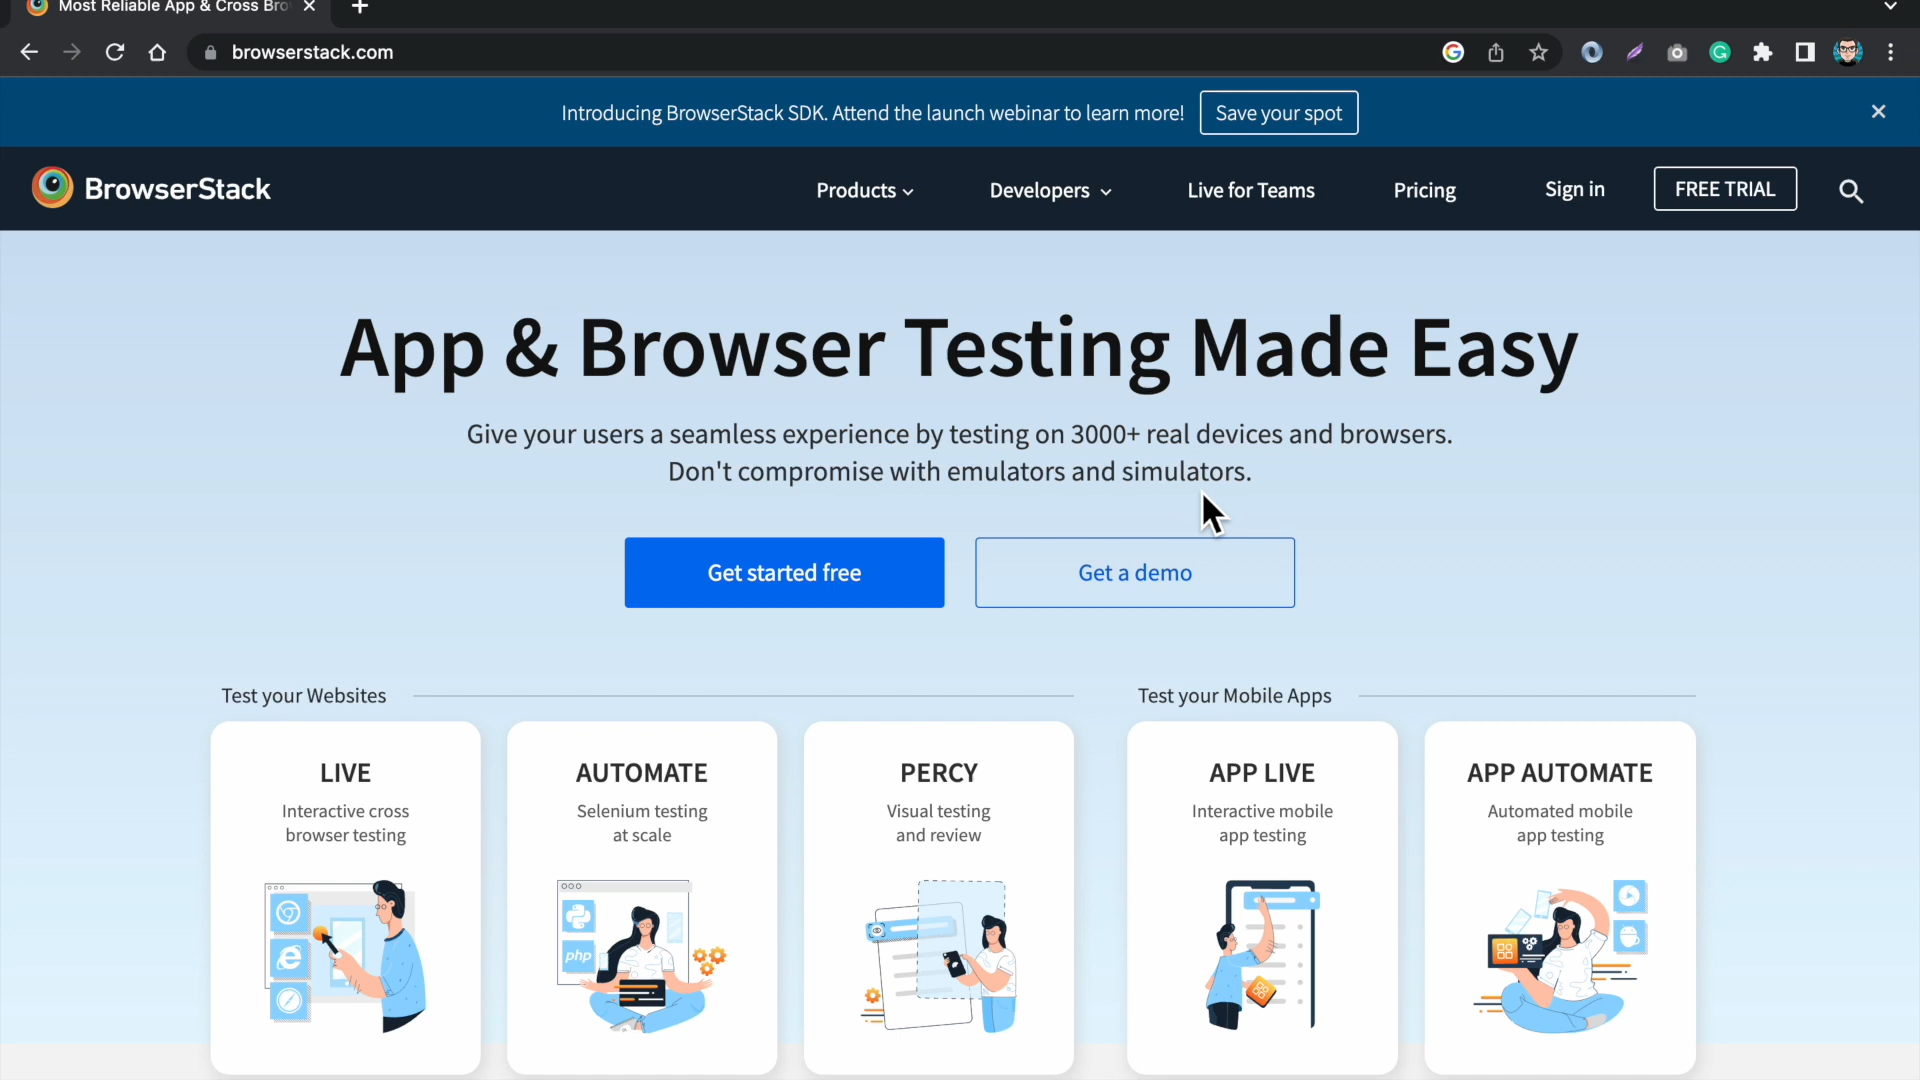 Most Reliable App & Cross Bro
browserstack.com
Introducing BrowserStack SDK. Attend the launch webinar to learn more! Save your spot
BrowserStack
Products Developers Live for Teams Pricing Sign in FREE TRIAL
App & Browser Testing Made Easy
Give your users a seamless experience by testing on 3000+ real devices and browsers.
Don't compromise with emulators and simulators.
Get started free
Get a demo
Test your Websites
LIVE
Interactive cross
browser testing
AUTOMATE
Selenium testing
at scale
php
PERCY
Visual testing
and review
Test your Mobile Apps
APP LIVE
Interactive mobile
app testing
APP AUTOMATE
Automated mobile
app testing